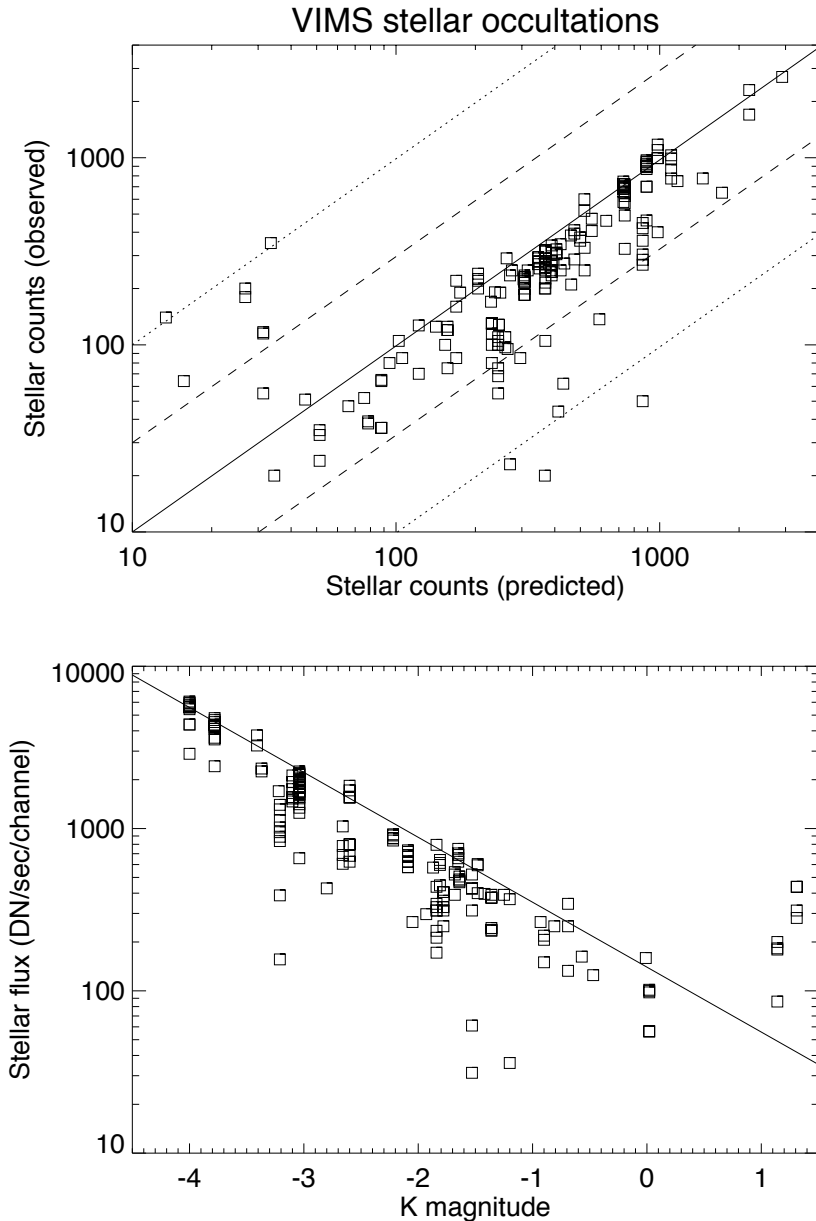 VIMS stellar occultations
Stellar counts (observed)
1000
100
10
10 100 1000
Stellar counts (predicted)
Stellar flux (DN/sec/channel)
10000
1000
100
10
-4 -3 -2 -1 0 1
K magnitude